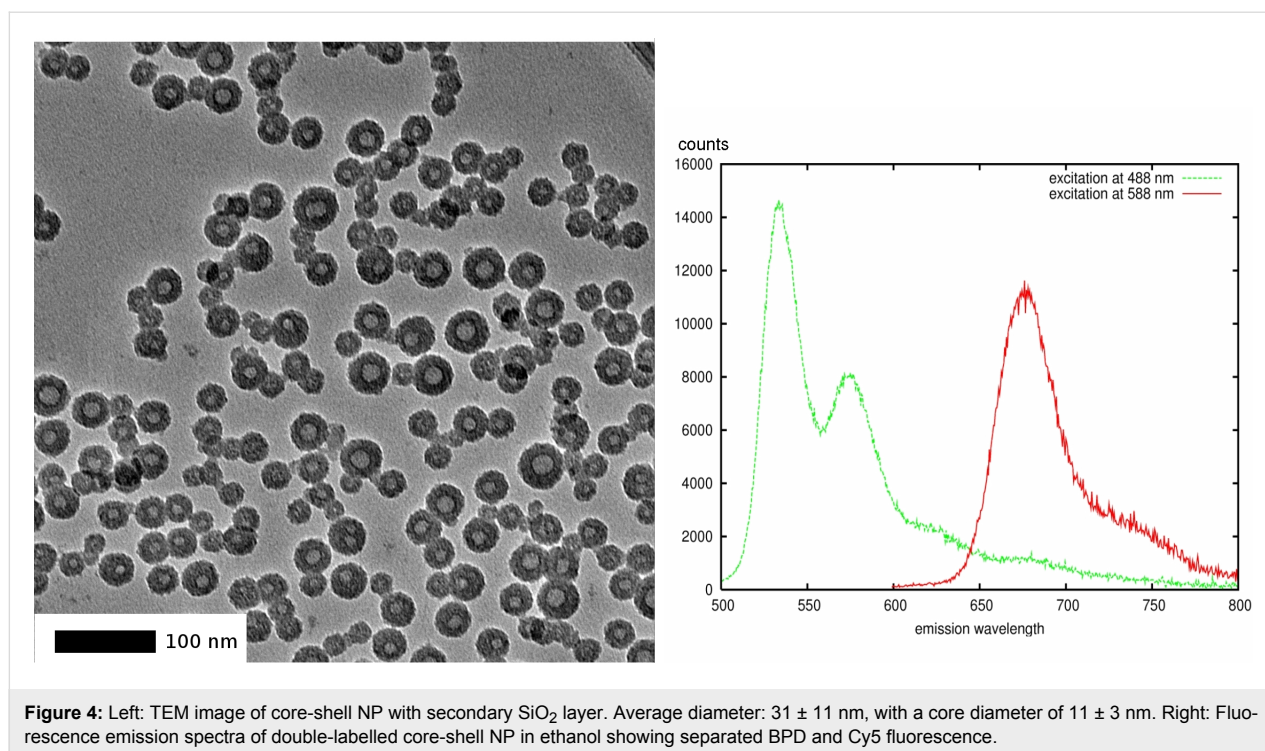 100 nm
counts
16000
14000
12000
10000
8000
6000
4000
2000
0
excitation at 488 nm
excitation at 588 nm
500 550 600 650 700 750 800
emission wavelength
Figure 4: Left: TEM image of core-shell NP with secondary SiO2 layer. Average diameter: 31 ± 11 nm, with a core diameter of 11 ± 3 nm. Right: Fluo-
rescence emission spectra of double-labelled core-shell NP in ethanol showing separated BPD and Cy5 fluorescence.